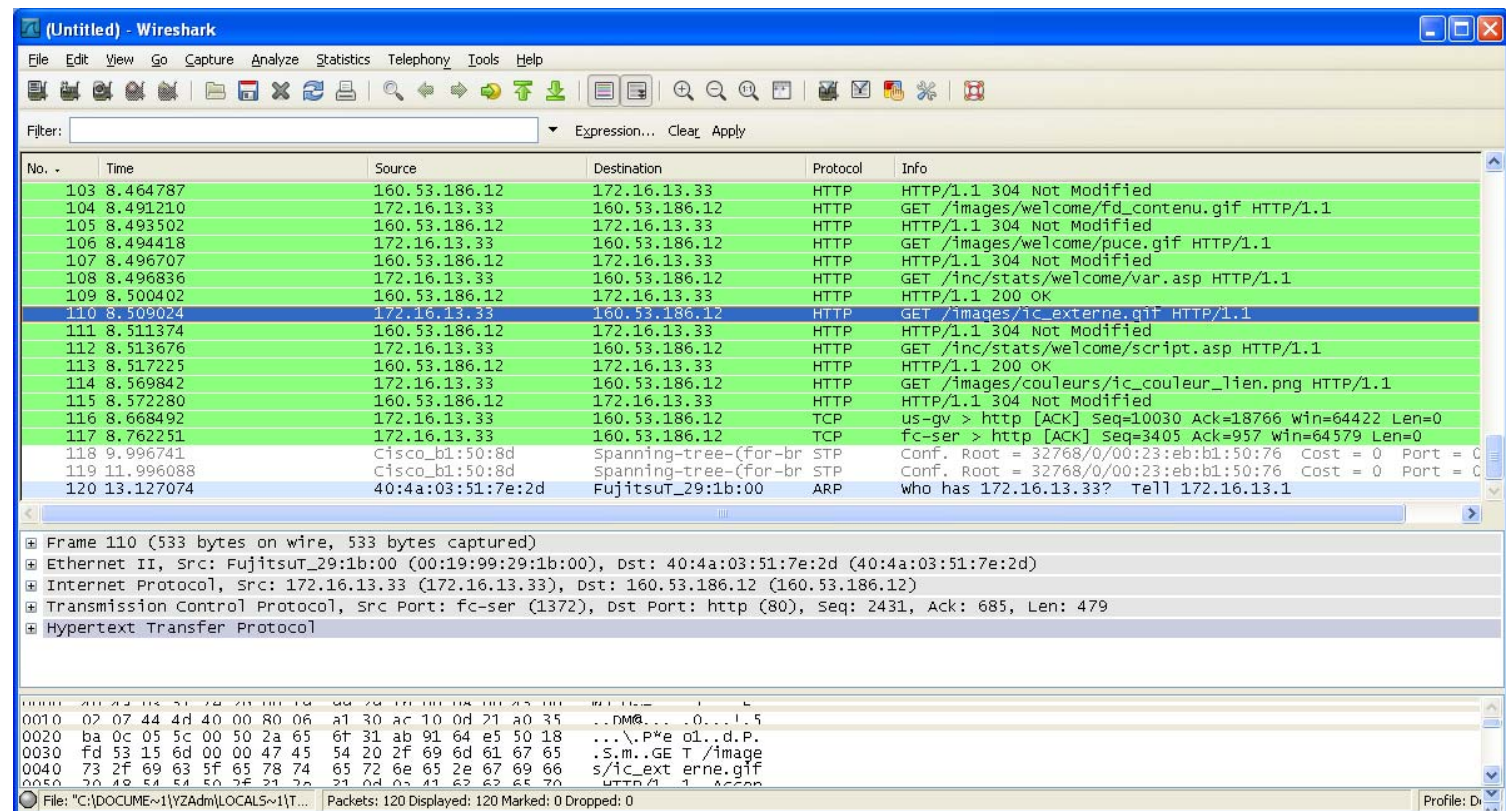 (Untitled) - Wireshark
File Edit View Go Capture Analyze Statistics Telephony Tools Help
Filter: Expression... Clear Apply
No. Time Source Destination Protocol Info
103 8.464787 160.53.186.12 172.16.13.33 HTTP HTTP/1.1 304 Not Modified
104 8.491210 172.16.13.33 160.53.186.12 HTTP GET /images/welcome/fd_contenu.gif HTTP/1.1
105 8.493502 160.53.186.12 172.16.13.33 HTTP HTTP/1.1 304 Not Modified
106 8.494418 172.16.13.33 160.53.186.12 HTTP GET /images/welcome/puce.gif HTTP/1.1
107 8.496707 160.53.186.12 172.16.13.33 HTTP HTTP/1.1 304 Not Modified
108 8.496836 172.16.13.33 160.53.186.12 HTTP GET /inc/stats/welcome/var.asp HTTP/1.1
109 8.500402 160.53.186.12 172.16.13.33 HTTP HTTP/1.1 200 OK
110 8.509024 172.16.13.33 160.53.186.12 HTTP GET /images/ic_externe.gif HTTP/1.1
111 8.511374 160.53.186.12 172.16.13.33 HTTP HTTP/1.1 304 Not Modified
112 8.513676 172.16.13.33 160.53.186.12 HTTP GET /inc/stats/welcome/script.asp HTTP/1.1
113 8.517225 160.53.186.12 172.16.13.33 HTTP HTTP/1.1 200 OK
114 8.569842 172.16.13.33 160.53.186.12 HTTP GET /images/couleurs/ic_couleur_lien.png HTTP/1.1
115 8.572280 160.53.186.12 172.16.13.33 HTTP HTTP/1.1 304 Not Modified
116 8.668492 172.16.13.33 160.53.186.12 TCP us-gv > http [ACK] Seq=10030 Ack=18766 Win=64422 Len=0
117 8.762251 172.16.13.33 160.53.186.12 TCP fc-ser > http [ACK] Seq=3405 Ack=957 Win=64579 Len=0
118 9.996741 Cisco_b1:50:8d Spanning-tree-(for-br STP Conf. Root = 32768/0/00:23:eb:b1:50:76 Cost = 0 Port = 0
119 11.996088 Cisco_b1:50:8d Spanning-tree-(for-br STP Conf. Root = 32768/0/00:23:eb:b1:50:76 Cost = 0 Port = 0
120 13.127074 40:4a:03:51:7e:2d FujitsuT_29:1b:00 ARP Who has 172.16.13.33? Tell 172.16.13.1
Frame 110 (533 bytes on wire, 533 bytes captured)
Ethernet II, Src: FujitsuT_29:1b:00 (00:19:99:29:1b:00), Dst: 40:4a:03:51:7e:2d (40:4a:03:51:7e:2d)
Internet Protocol, Src: 172.16.13.33 (172.16.13.33), Dst: 160.53.186.12 (160.53.186.12)
Transmission Control Protocol, Src Port: fc-ser (1372), Dst Port: http (80), Seq: 2431, Ack: 685, Len: 479
Hypertext Transfer Protocol
0010 02 07 44 4d 40 00 80 06 a1 30 ac 10 0d 21 a0 35 ..DM@... .0...!.5
0020 ba 0c 05 5c 00 50 2a 65 6f 31 ab 91 64 e5 50 18 ...\.P*e o1..d.P.
0030 fd 53 15 6d 00 00 47 45 54 20 2f 69 6d 61 67 65 .S.m..GE T /image
0040 73 2f 69 63 5f 65 78 74 65 72 6e 65 2e 67 69 66 s/ic_ext erne.gif
File: "C:\DOCUME~1\YZAdm\LOCALS~1\T... Packets: 120 Displayed: 120 Marked: 0 Dropped: 0 Profile: